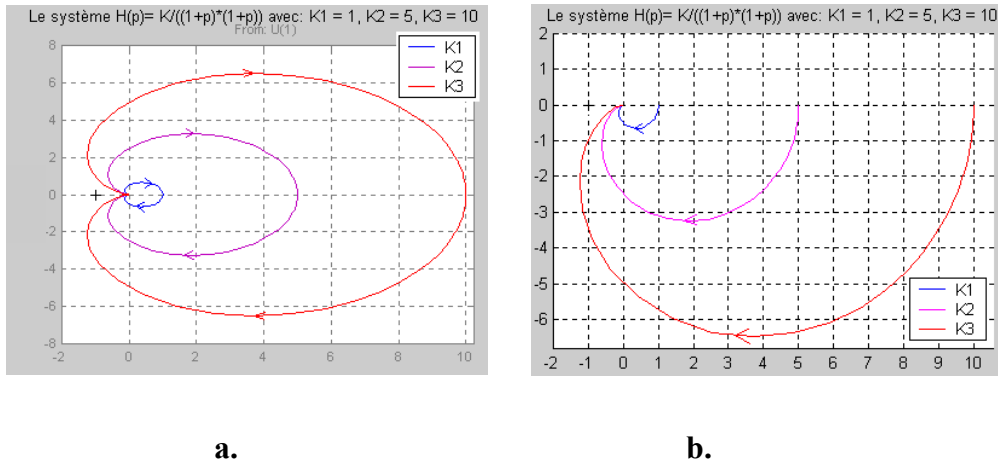 Le système H(p)= K/((1+p)*(1+p)) avec: K1 = 1, K2 = 5, K3 = 10
From: U(1)
K1
K2
K3
8
6
4
2
0
-2
-4
-6
-8
-2 0 2 4 6 8 10
a.
Le système H(p)= K/((1+p)*(1+p)) avec: K1 = 1, K2 = 5, K3 = 10
2
1
0
-1
-2
-3
-4
-5
-6
K1
K2
K3
-2 -1 0 1 2 3 4 5 6 7 8 9 10
b.